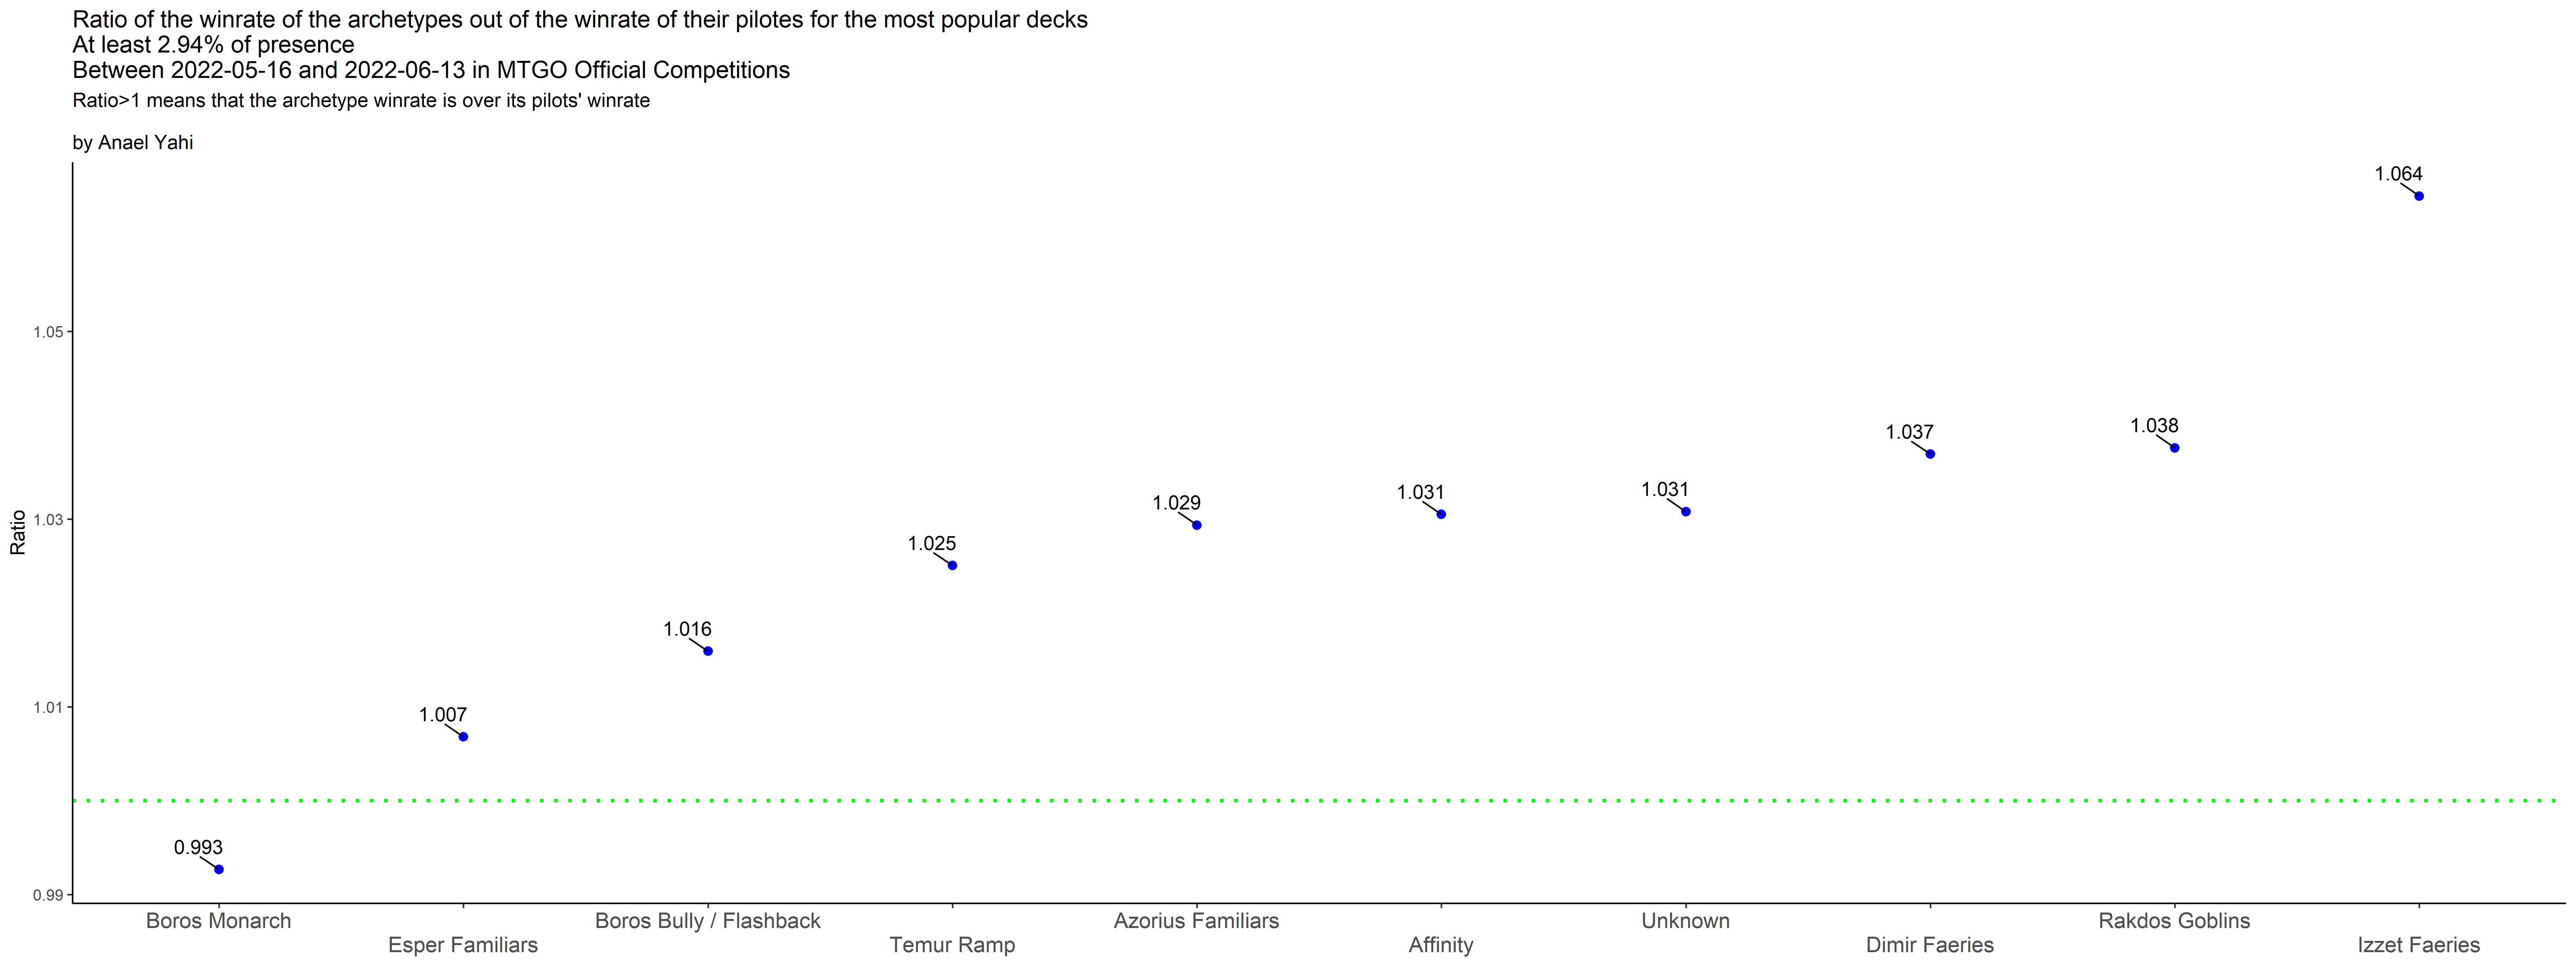 Ratio of the winrate of the archetypes out of the winrate of their pilotes for the most popular decks
At least 2.94% of presence
Between 2022-05-16 and 2022-06-13 in MTGO Official Competitions
Ratio>1 means that the archetype winrate is over its pilots' winrate
by Anael Yahi
1.064
1.05
1.038
1.037
1.031
1.031
1.029
1.03
Ratio
1.025
1.016
1.007
1.01
0.993
0.99
Boros Monarch
Esper Familiars
Boros Bully / Flashback
Temur Ramp
Azorius Familiars
Affinity
Unknown
Dimir Faeries
Rakdos Goblins
Izzet Faeries